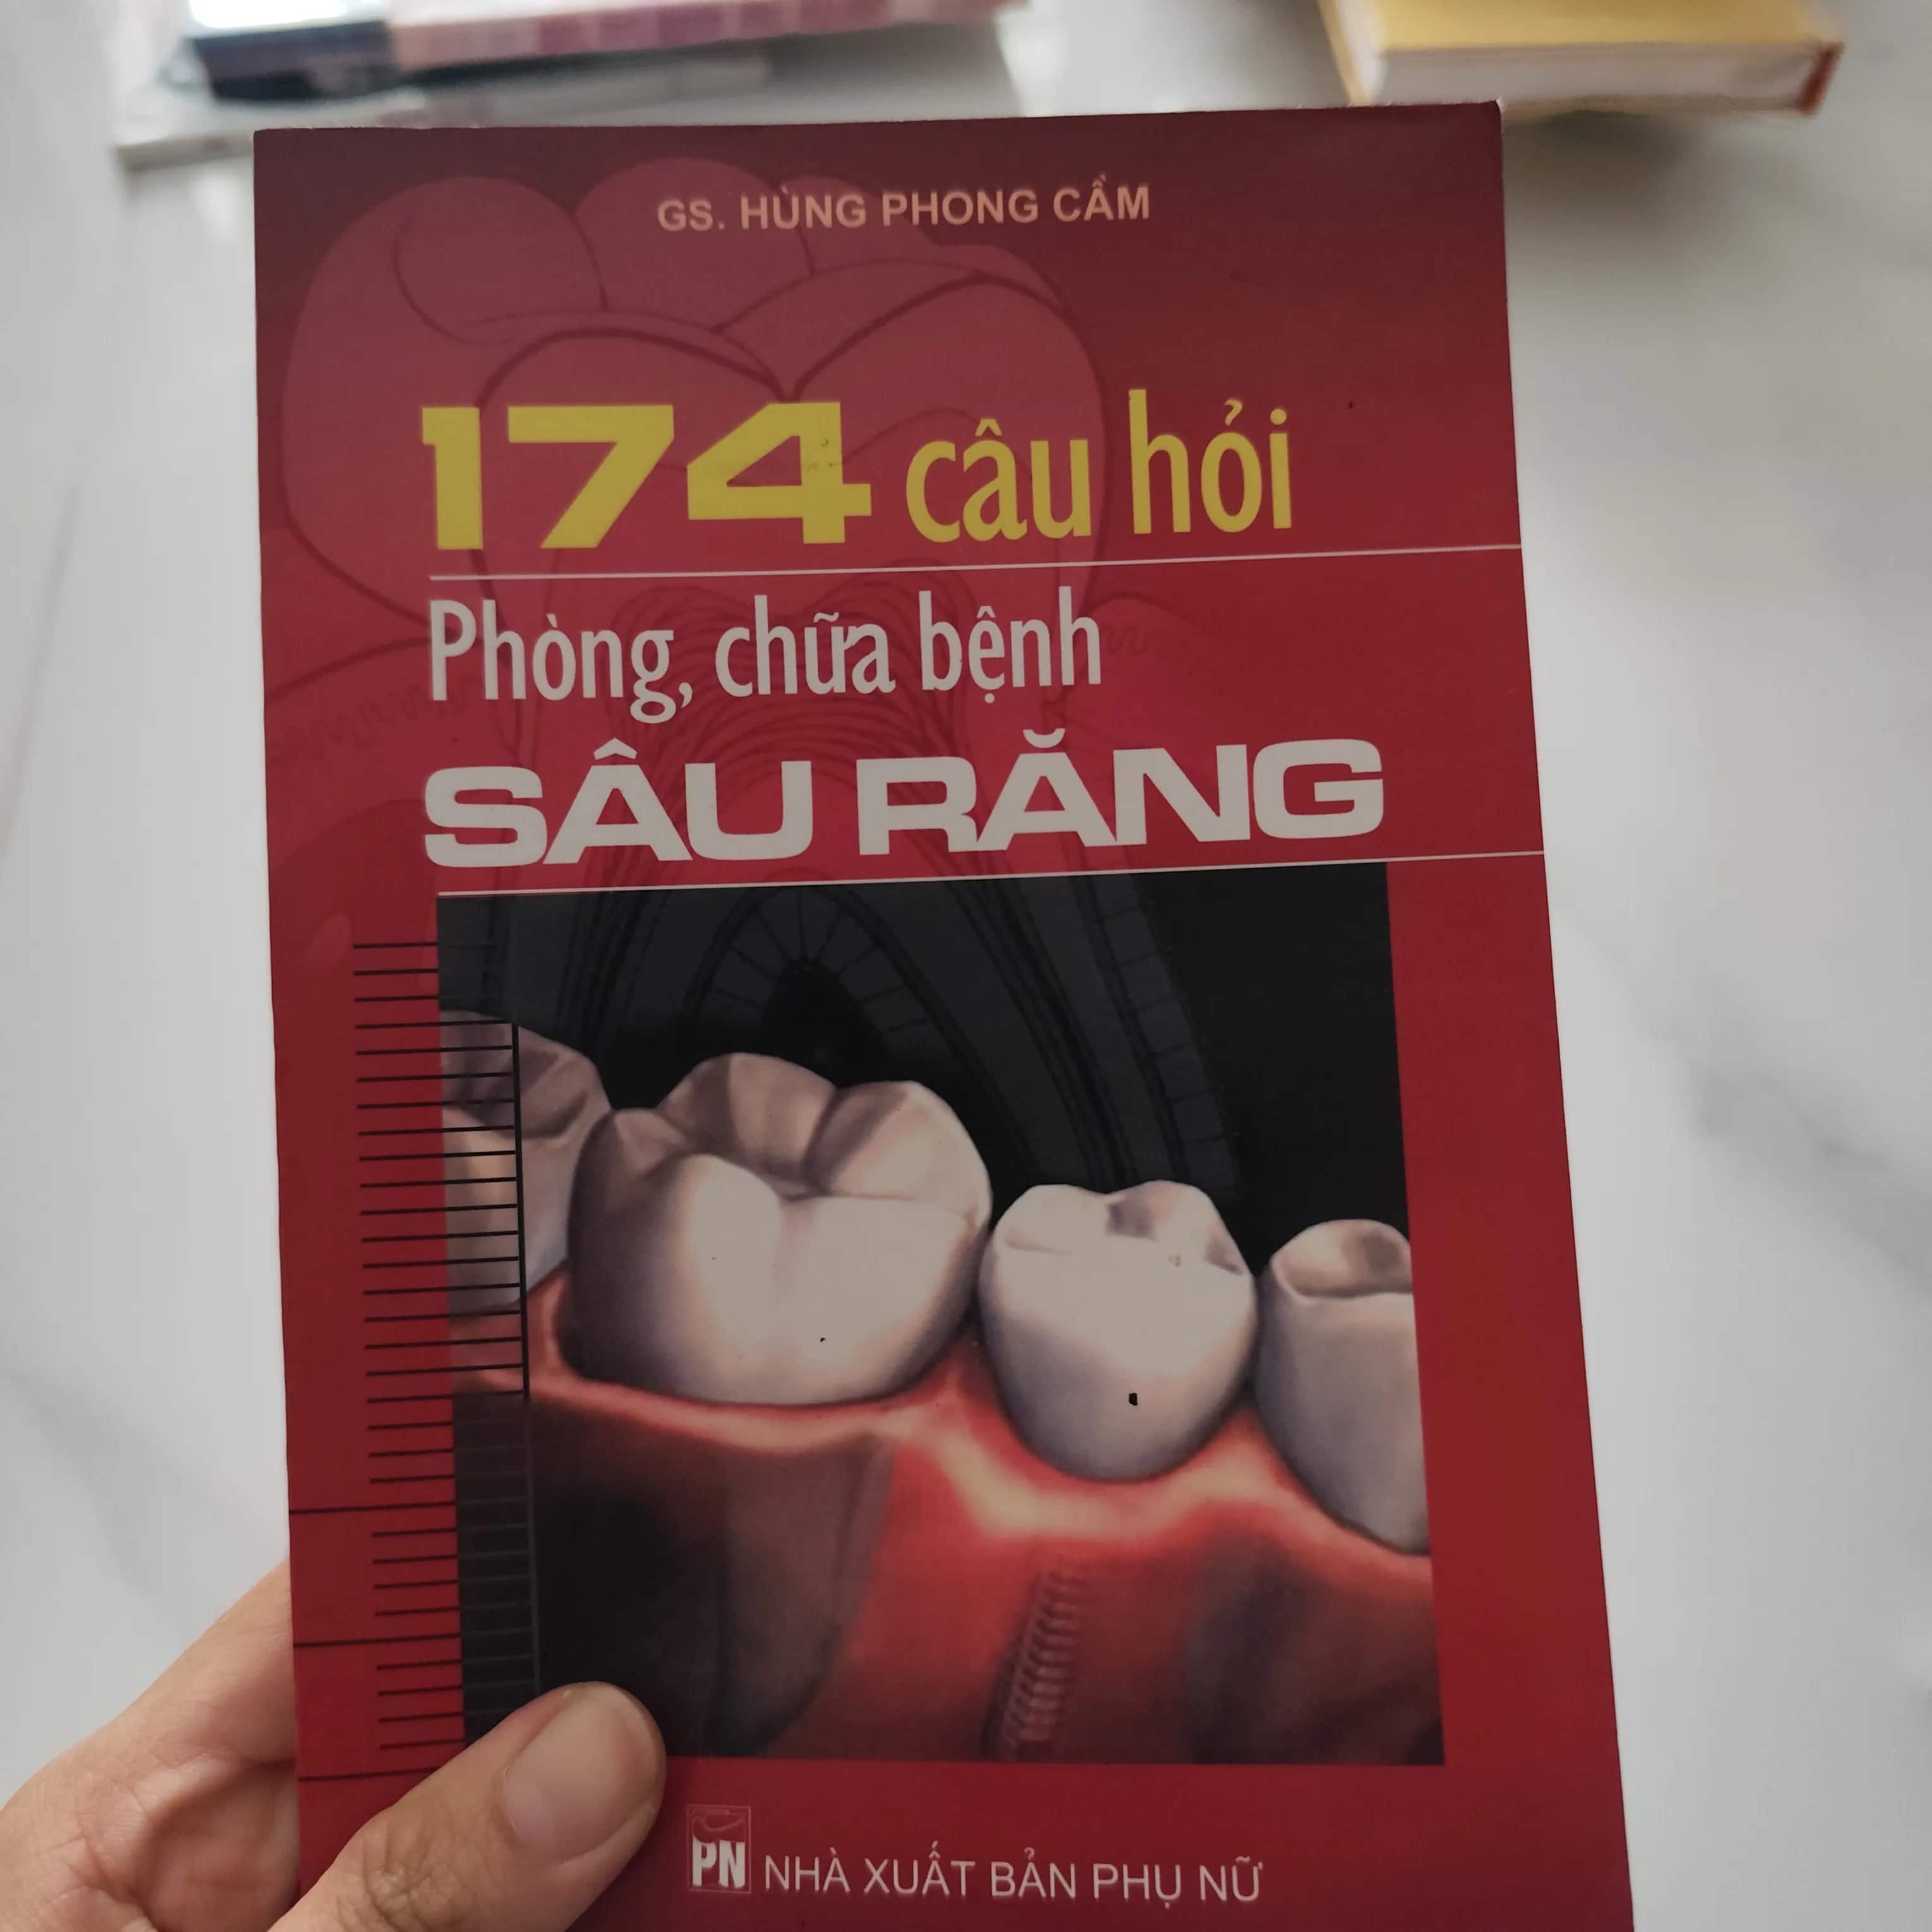 GS. HÙNG PHONG CẦM
174 câu hỏi
Phòng, chữa bệnh
SÂU RĂNG
PN NHÀ XUẤT BẢN PHỤ NỮ